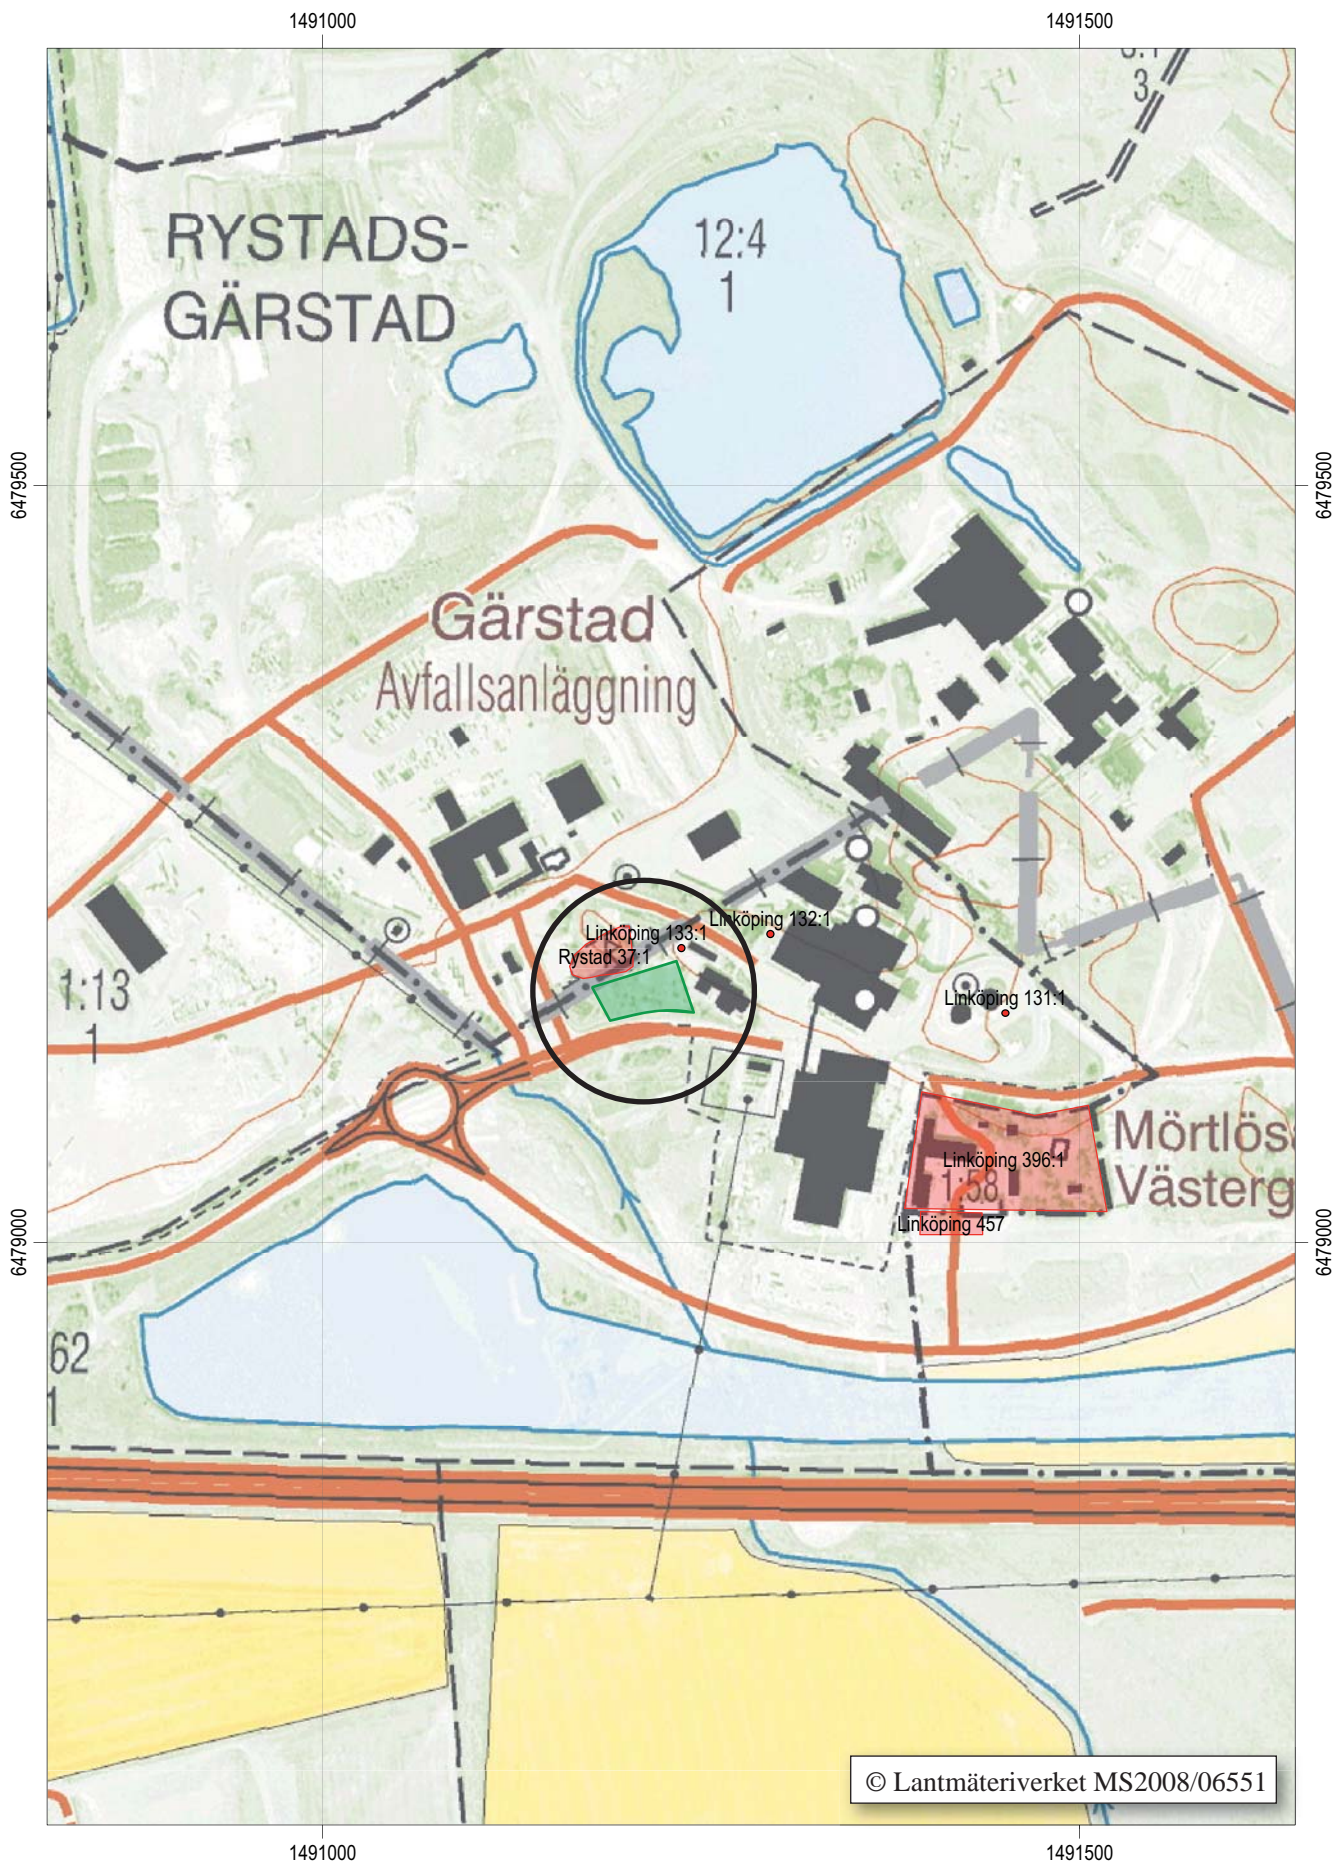 1491000
1491500
3
RYSTADS-
GÄRSTAD
12:4
1
6479500
6479500
Gärstad
Avfallsanläggning
Linköping 132:1
Linköping 133:1
Rystad 37:1
1:13
1
Linköping 131:1
Mörtlös
Västerg
Linköping 396:1
1:58
Linköping 457
6479000
6479000
62
1
© Lantmäteriverket MS2008/06551
1491000
1491500